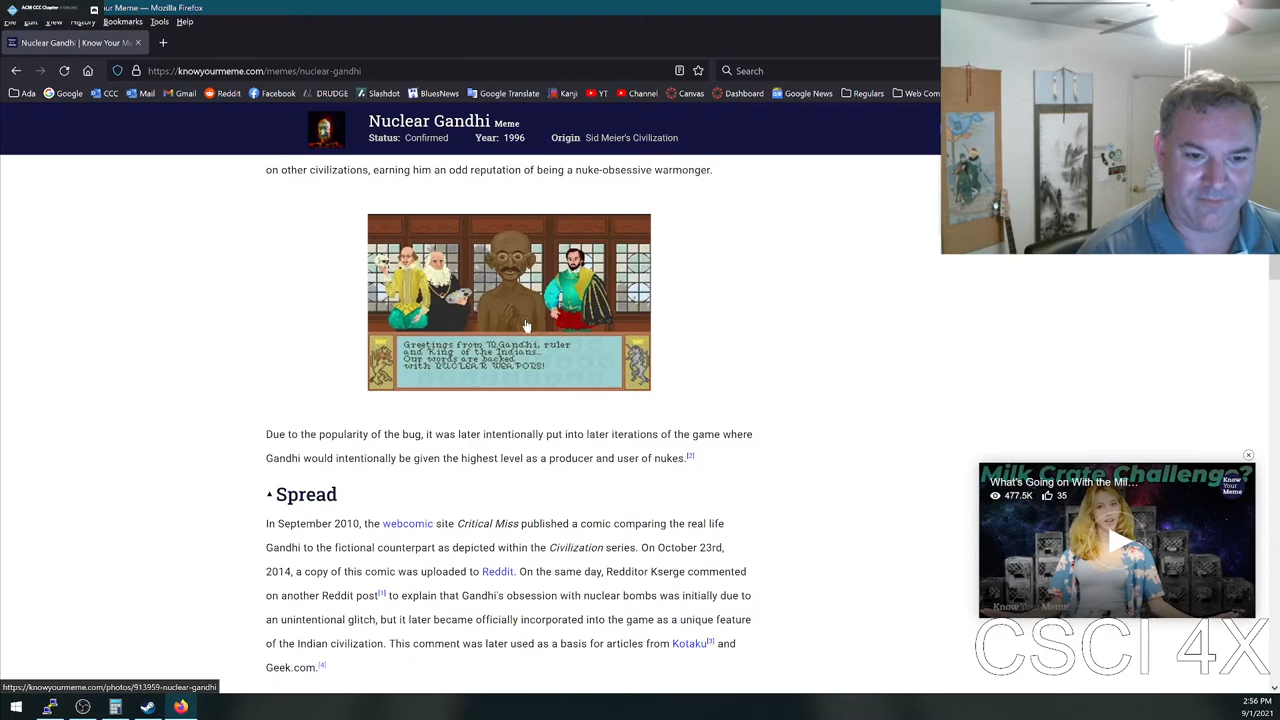 ACM CCC Chapter
ur Meme — Mozilla Firefox
File Edit View History Bookmarks Tools Help
Nuclear Gandhi | Know Your Me
https://knowyourmeme.com/memes/nuclear-gandhi
Search
Ada Google CCC Mail Gmail Reddit Facebook DRUDGE Slashdot BluesNews Google Translate Kanji YT Channel Canvas Dashboard Google News Regulars Web Com
Nuclear Gandhi Meme
Status: Confirmed Year: 1996 Origin Sid Meier's Civilization
on other civilizations, earning him an odd reputation of being a nuke-obsessive warmonger.
Greetings from M.Gandhi, ruler
and King of the Indians...
Our words are backed
with NUCLEAR WEAPONS!
Due to the popularity of the bug, it was later intentionally put into later iterations of the game where
Gandhi would intentionally be given the highest level as a producer and user of nukes.[2]
Spread
In September 2010, the webcomic site Critical Miss published a comic comparing the real life
Gandhi to the fictional counterpart as depicted within the Civilization series. On October 23rd,
2014, a copy of this comic was uploaded to Reddit. On the same day, Redditor Kserge commented
on another Reddit post[1] to explain that Gandhi's obsession with nuclear bombs was initially due to
an unintentional glitch, but it later became officially incorporated into the game as a unique feature
of the Indian civilization. This comment was later used as a basis for articles from Kotaku[3] and
Geek.com.[4]
Milk Crate Challenge?
What's Going on With the Mil...
477.5K 35
Know Your Meme
Know Your Meme
CSCI 4X
https://knowyourmeme.com/photos/913959-nuclear-gandhi
2:56 PM
9/1/2021